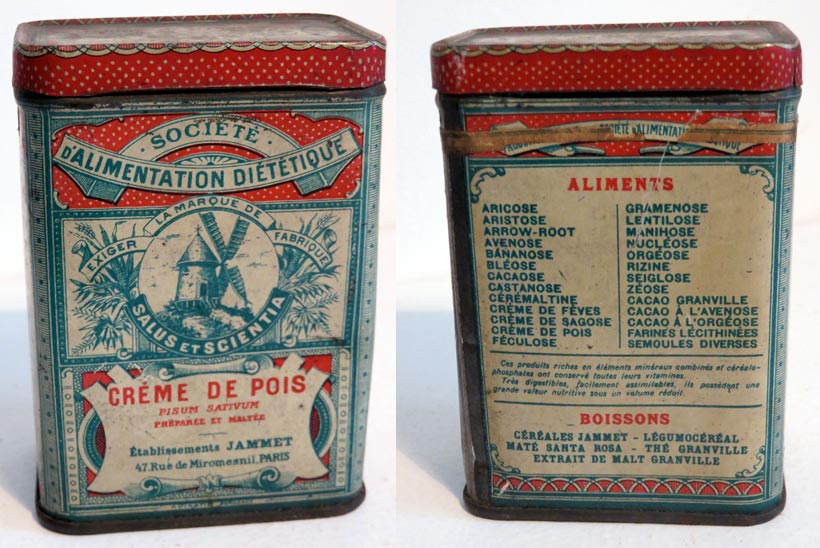 SOCIÉTÉ
D'ALIMENTATION DIÉTÉTIQUE
EXIGER LA MARQUE DE FABRIQUE
SALUS ET SCIENTIA
CRÉME DE POIS
PISUM SATIVUM
PRÉPARÉE ET MALTÉE
Établissements JAMMET
47, Rue de Miromesnil, PARIS
SOCIÉTÉ D'ALIMENTATION
ALIMENTS
ARICOSE
ARISTOSE
ARROW-ROOT
AVENOSE
BANANOSE
BLÉOSE
CACAOSE
CASTANOSE
CÉRÉMALTINE
CRÈME DE FÈVES
CRÈME DE SAGOSE
CRÈME DE POIS
FÉCULOSE
GRAMENOSE
LENTILOSE
MANIHOSE
NUCLÉOSE
ORGÉOSE
RIZINE
SEIGLOSE
ZÉOSE
CACAO GRANVILLE
CACAO À L'AVENOSE
CACAO À L'ORGÉOSE
FARINES LÉCITHINÉES
SEMOULES DIVERSES
Ces produits riches en éléments minéraux combinés et céréalo-
phosphates ont conservé toutes leurs vitamines.
Très digestibles, facilement assimilables, ils possèdent une
grande valeur nutritive sous un volume réduit.
BOISSONS
CÉRÉALES JAMMET - LÉGUMOCÉRÉAL
MATÉ SANTA ROSA - THÉ GRANVILLE
EXTRAIT DE MALT GRANVILLE